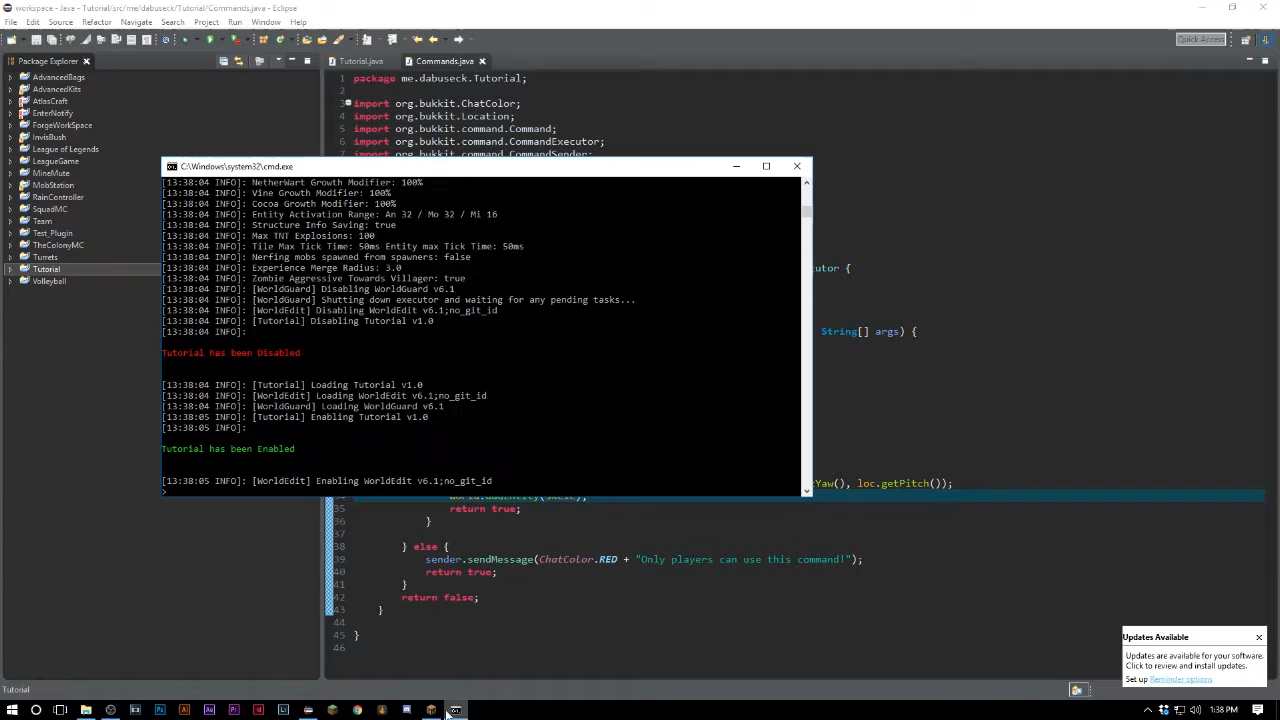 workspace - Java - Tutorial/src/me/dabuseck/Tutorial/Commands.java - Eclipse
File Edit Source Refactor Navigate Search Project Run Window Help
Quick Access
Package Explorer
Tutorial.java
Commands.java
AdvancedBags
AdvancedKits
AtlasCraft
EnterNotify
ForgeWorkSpace
InvisBush
League of Legends
LeagueGame
MineMute
MobStation
RainController
SquadMC
Team
Test_Plugin
TheColonyMC
Turrets
Tutorial
Volleyball
1 package me.dabuseck.Tutorial;
2
3 import org.bukkit.ChatColor;
4 import org.bukkit.Location;
5 import org.bukkit.command.Command;
6 import org.bukkit.command.CommandExecutor;
7 import org.bukkit.command.CommandSender;
C:\Windows\system32\cmd.exe
[13:38:04 INFO]: NetherWart Growth Modifier: 100%
[13:38:04 INFO]: Vine Growth Modifier: 100%
[13:38:04 INFO]: Cocoa Growth Modifier: 100%
[13:38:04 INFO]: Entity Activation Range: An 32 / Mo 32 / Mi 16
[13:38:04 INFO]: Structure Info Saving: true
[13:38:04 INFO]: Max TNT Explosions: 100
[13:38:04 INFO]: Tile Max Tick Time: 50ms Entity max Tick Time: 50ms
[13:38:04 INFO]: Nerfing mobs spawned from spawners: false
[13:38:04 INFO]: Experience Merge Radius: 3.0
[13:38:04 INFO]: Zombie Aggressive Towards Villager: true
[13:38:04 INFO]: [WorldGuard] Disabling WorldGuard v6.1
[13:38:04 INFO]: [WorldGuard] Shutting down executor and waiting for any pending tasks...
[13:38:04 INFO]: [WorldEdit] Disabling WorldEdit v6.1;no_git_id
[13:38:04 INFO]: [Tutorial] Disabling Tutorial v1.0
[13:38:04 INFO]:
Tutorial has been Disabled
[13:38:04 INFO]: [Tutorial] Loading Tutorial v1.0
[13:38:04 INFO]: [WorldEdit] Loading WorldEdit v6.1;no_git_id
[13:38:04 INFO]: [WorldGuard] Loading WorldGuard v6.1
[13:38:05 INFO]: [Tutorial] Enabling Tutorial v1.0
[13:38:05 INFO]:
Tutorial has been Enabled
[13:38:05 INFO]: [WorldEdit] Enabling WorldEdit v6.1;no_git_id
>
utor {
String[] args) {
tYaw(), loc.getPitch());
world.addEntity(skele);
35 return true;
36 }
37
38 } else {
39 sender.sendMessage(ChatColor.RED + "Only players can use this command!");
40 return true;
41 }
42 return false;
43 }
44
45 }
46
Updates Available
Updates are available for your software.
Click to review and install updates.
Set up Reminder options
Tutorial
1:38 PM